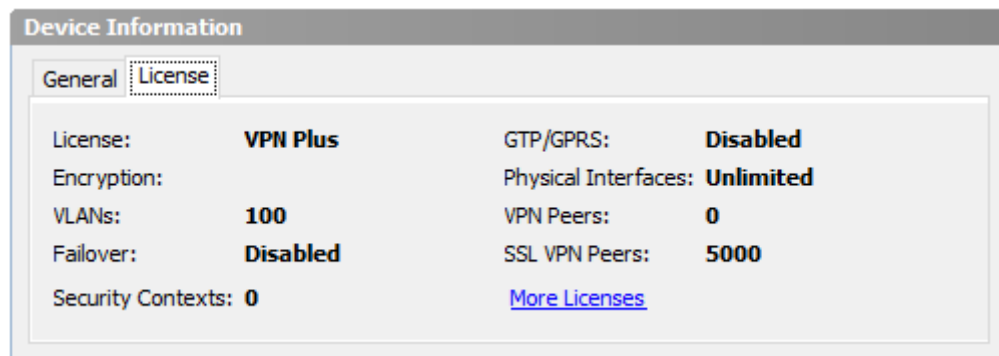 Device Information
General License
License: VPN Plus GTP/GPRS: Disabled
Encryption: Physical Interfaces: Unlimited
VLANs: 100 VPN Peers: 0
Failover: Disabled SSL VPN Peers: 5000
Security Contexts: 0 More Licenses